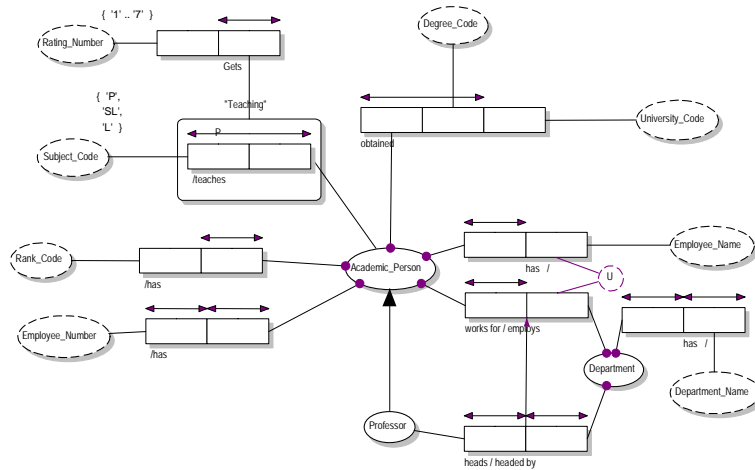 { '1' .. '7' }
Rating_Number
Gets
Degree_Code
{ 'P',
'SL',
'L' }
"Teaching"
P
Subject_Code
/teaches
obtained
University_Code
Rank_Code
/has
Academic_Person
has /
Employee_Name
U
Employee_Number
/has
works for / employs
has /
Department
Department_Name
Professor
heads / headed by